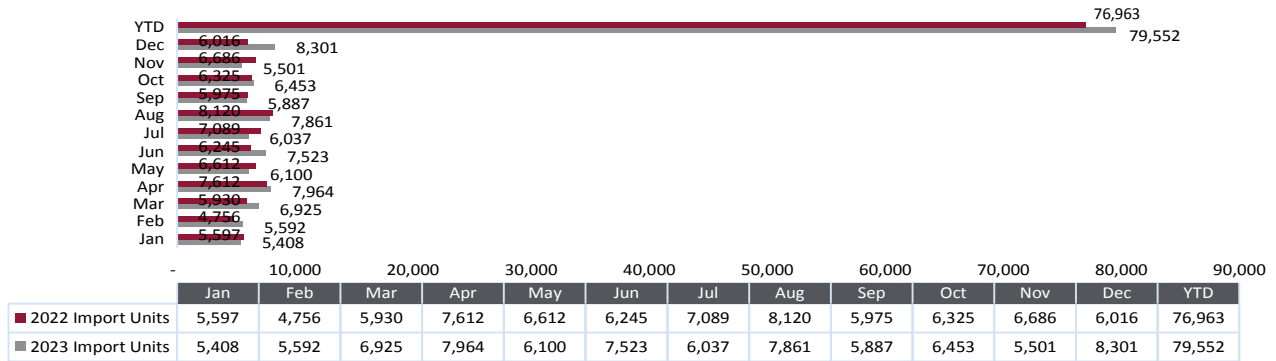 76,963
YTD
79,552
Dec 6,016
8,301
Nov 6,686
5,501
Oct 6,325
6,453
Sep 5,975
5,887
Aug 8,120
7,861
Jul 7,089
6,037
Jun 6,245
7,523
May 6,612
6,100
Apr 7,612
7,964
Mar 5,930
6,925
Feb 4,756
5,592
Jan 5,597
5,408
- 10,000 20,000 30,000 40,000 50,000 60,000 70,000 80,000 90,000
Jan Feb Mar Apr May Jun Jul Aug Sep Oct Nov Dec YTD
2022 Import Units 5,597 4,756 5,930 7,612 6,612 6,245 7,089 8,120 5,975 6,325 6,686 6,016 76,963
2023 Import Units 5,408 5,592 6,925 7,964 6,100 7,523 6,037 7,861 5,887 6,453 5,501 8,301 79,552